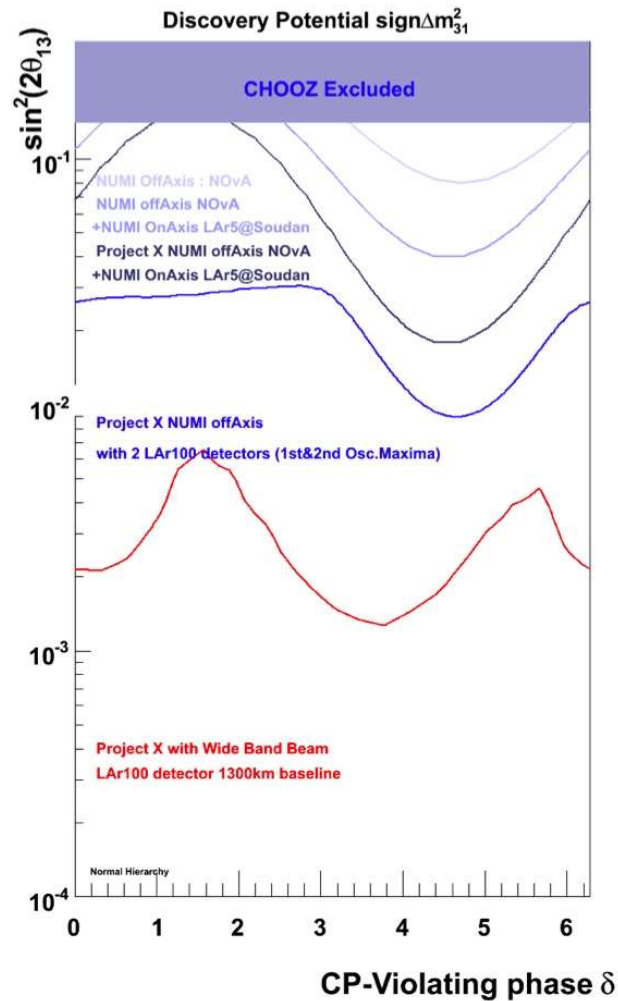 Discovery Potential signΔm²₃₁
CHOOZ Excluded
sin²(2θ₁₃)
10⁻¹
NUMI OffAxis : NOvA
NUMI offAxis NOvA
+NUMI OnAxis LAr5@Soudan
Project X NUMI offAxis NOvA
+NUMI OnAxis LAr5@Soudan
10⁻²
Project X NUMI offAxis
with 2 LAr100 detectors (1st&2nd Osc.Maxima)
10⁻³
Project X with Wide Band Beam
LAr100 detector 1300km baseline
Normal Hierarchy
10⁻⁴
0 1 2 3 4 5 6
CP-Violating phase δ